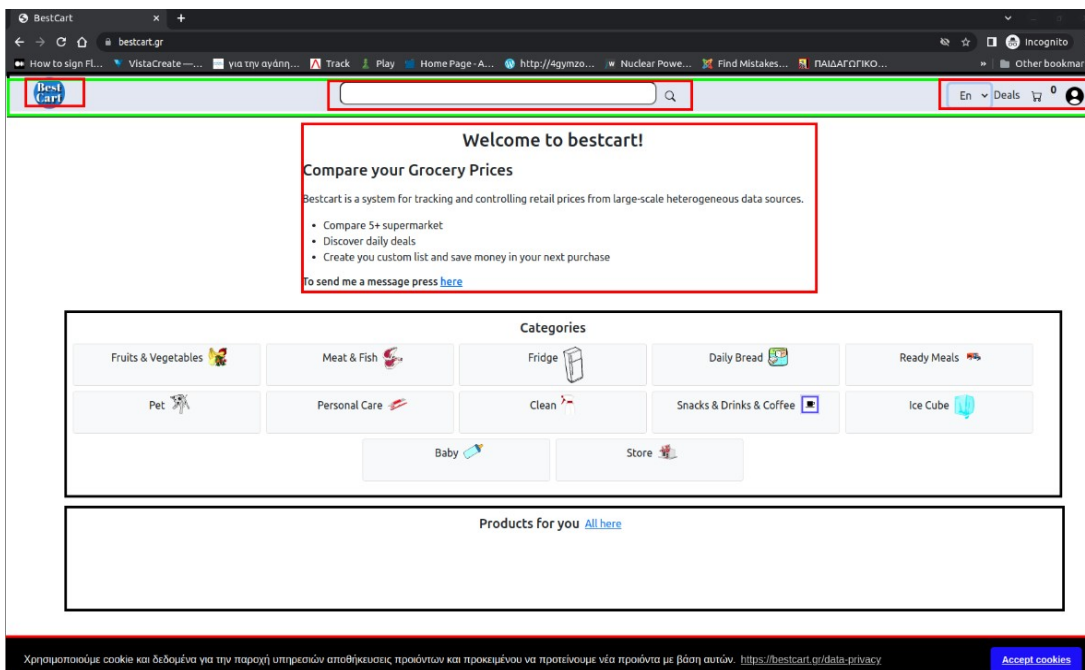 BestCart
bestcart.gr
Incognito
How to sign Fl... VistaCreate —... για την αγάπη... Track Play Home Page - A... http://4gymzo... Nuclear Powe... Find Mistakes... ΠΑΙΔΑΓΩΓΙΚΟ... » Other bookmar
Best
Cart
En Deals 0
Welcome to bestcart!
Compare your Grocery Prices
Bestcart is a system for tracking and controlling retail prices from large-scale heterogeneous data sources.
• Compare 5+ supermarket
• Discover daily deals
• Create you custom list and save money in your next purchase
To send me a message press here
Categories
Fruits & Vegetables Meat & Fish Fridge Daily Bread Ready Meals
Pet Personal Care Clean Snacks & Drinks & Coffee Ice Cube
Baby Store
Products for you All here
Χρησιμοποιούμε cookie και δεδομένα για την παροχή υπηρεσιών αποθήκευσεις προιόντων και προκειμένου να προτείνουμε νέα προιόντα με βάση αυτών. https://bestcart.gr/data-privacy Accept cookies